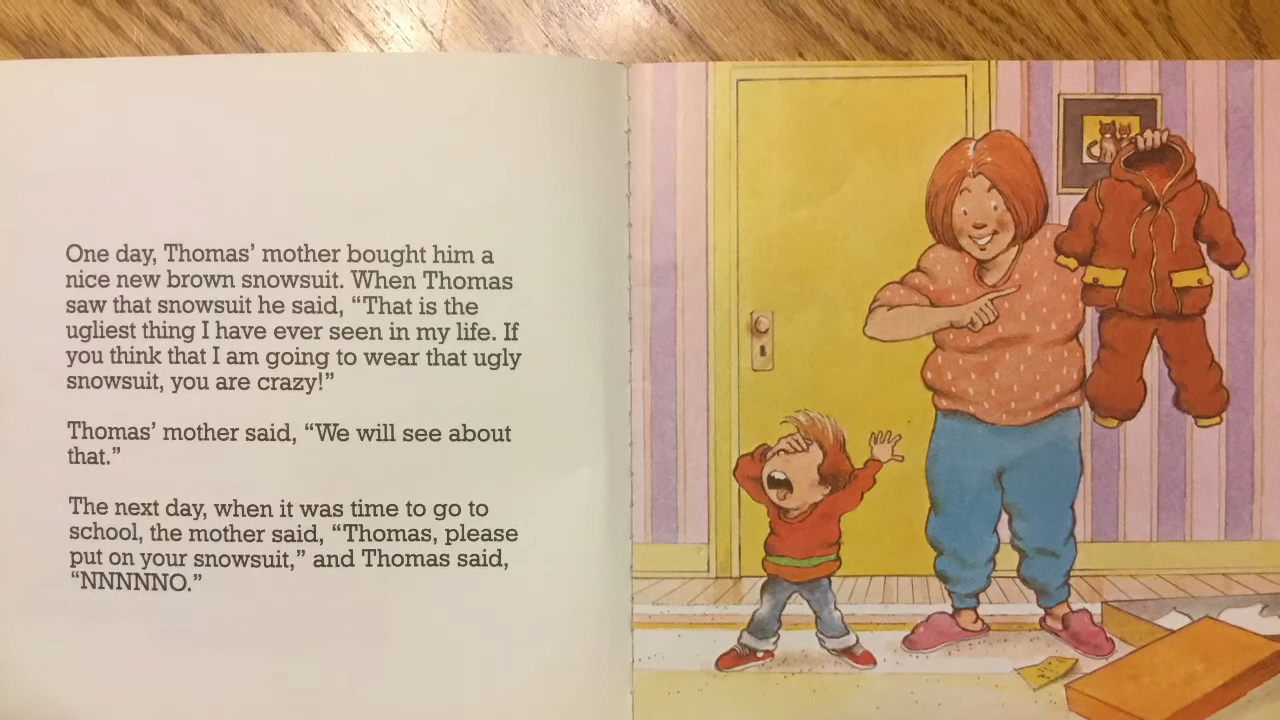 One day, Thomas’ mother bought him a
nice new brown snowsuit. When Thomas
saw that snowsuit he said, “That is the
ugliest thing I have ever seen in my life. If
you think that I am going to wear that ugly
snowsuit, you are crazy!”
Thomas’ mother said, “We will see about
that.”
The next day, when it was time to go to
school, the mother said, “Thomas, please
put on your snowsuit,” and Thomas said,
“NNNNNO.”